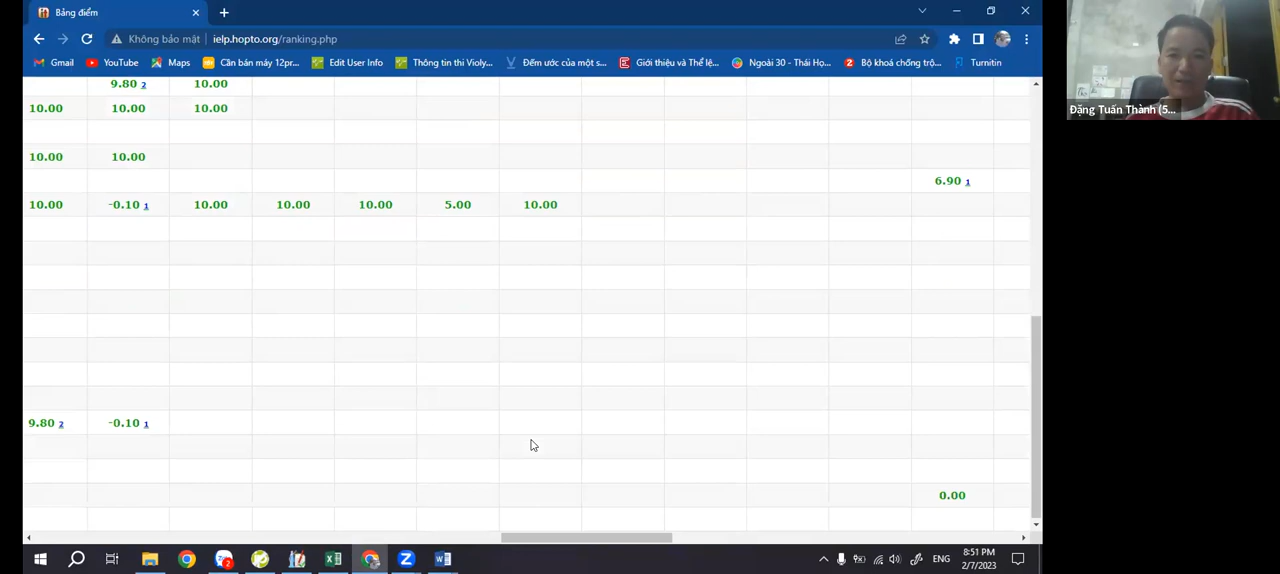 Bảng điểm
Không bảo mật ielp.hopto.org/ranking.php
Gmail YouTube Maps Cần bán máy 12pr... Edit User Info Thông tin thi Violy... Đếm ước của một s... Giới thiệu và Thể lệ... Ngoài 30 - Thái Họ... Bộ khoá chống trộ... Turnitin
9.80 2 10.00
10.00 10.00 10.00
10.00 10.00
6.90 1
10.00 -0.10 1 10.00 10.00 10.00 5.00 10.00
9.80 2 -0.10 1
0.00
Đặng Tuấn Thành (5...
ENG
8:51 PM
2/7/2023